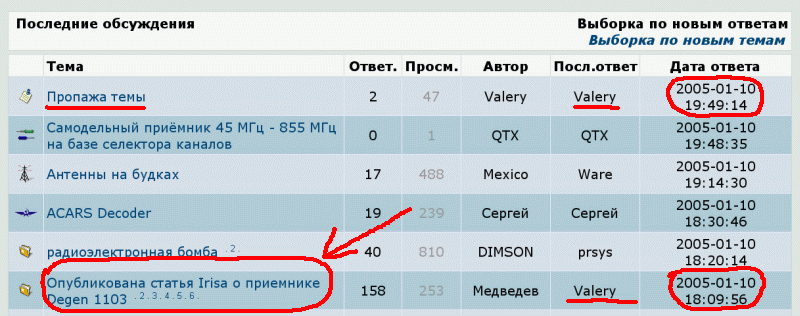 Последние обсуждения
Выборка по новым ответам
Выборка по новым темам
Тема Ответ. Просм. Автор Посл.ответ Дата ответа
Пропажа темы 2 47 Valery Valery 2005-01-10
19:49:14
Самодельный приёмник 45 МГц - 855 МГц
на базе селектора каналов 0 1 QTX QTX 2005-01-10
19:48:35
Антенны на будках 17 488 Mexico Ware 2005-01-10
19:14:30
ACARS Decoder 19 239 Сергей Сергей 2005-01-10
18:30:46
радиоэлектронная бомба .2. 40 810 DIMSON prsys 2005-01-10
18:20:14
Опубликована статья Irisa о приемнике
Degen 1103 .2.3.4.5.6. 158 253 Медведев Valery 2005-01-10
18:09:56